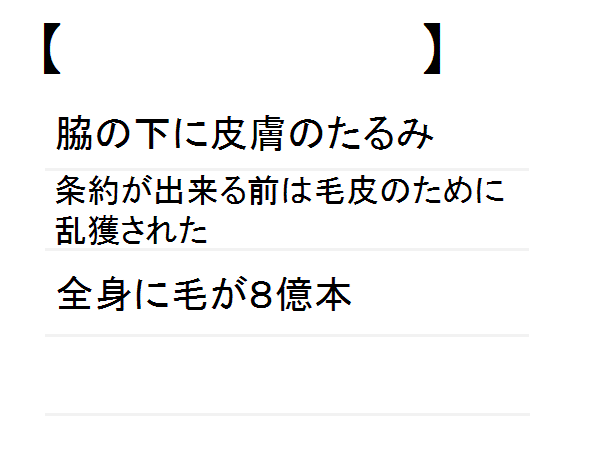 【　　　　　　　　　】
脇の下に皮膚のたるみ
条約が出来る前は毛皮のために
乱獲された
全身に毛が８億本